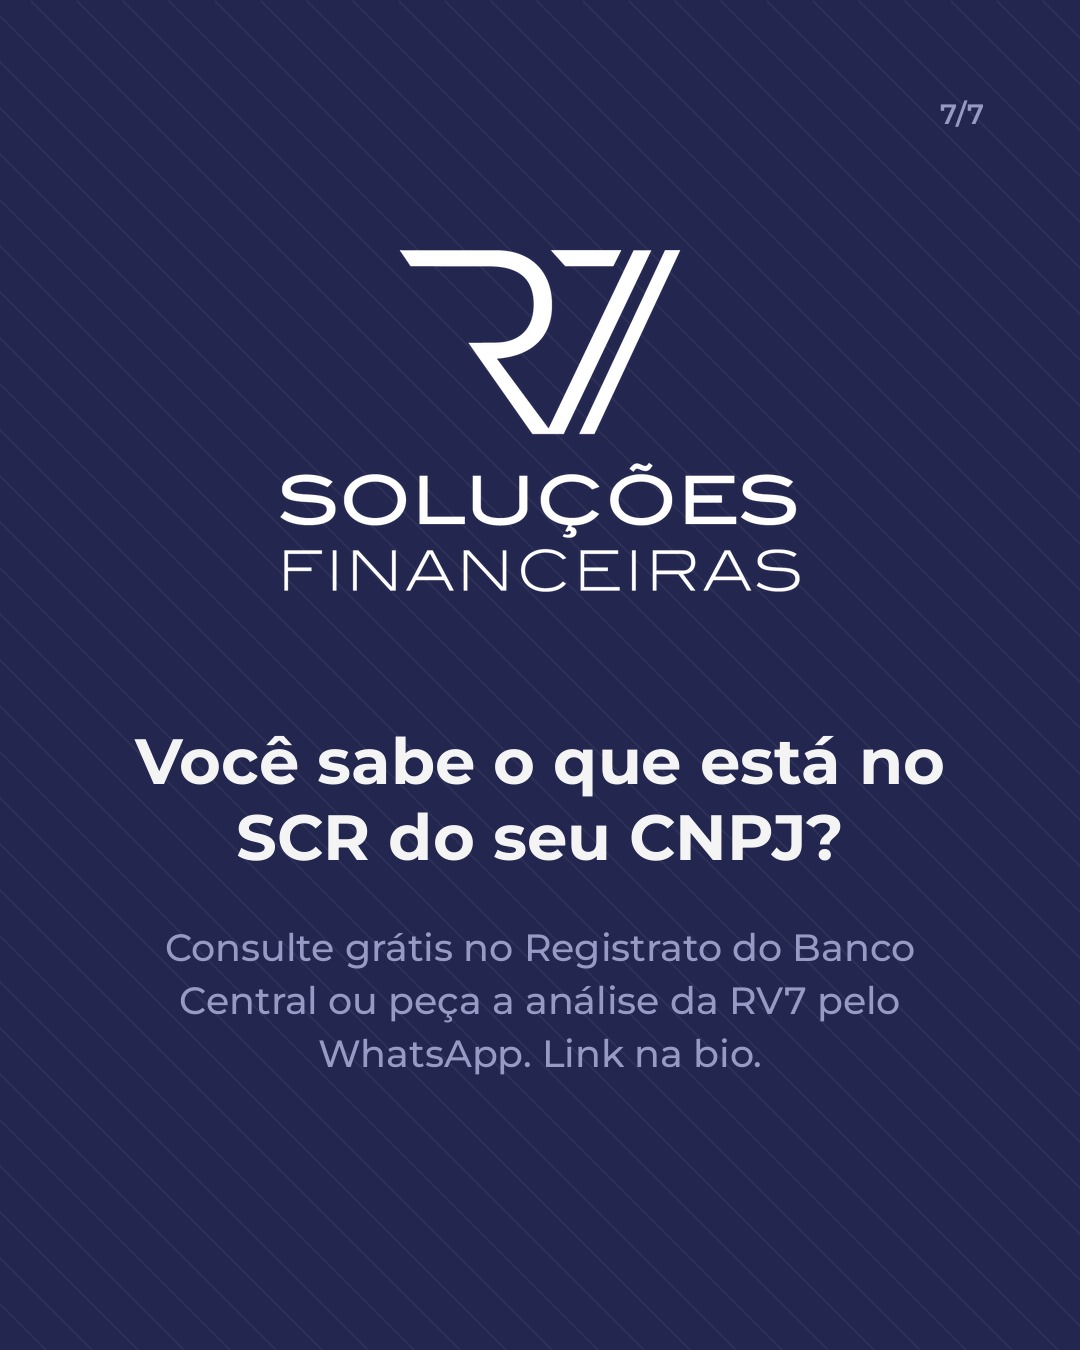 7/7
RV7
SOLUÇÕES
FINANCEIRAS
Você sabe o que está no
SCR do seu CNPJ?
Consulte grátis no Registrato do Banco
Central ou peça a análise da RV7 pelo
WhatsApp. Link na bio.